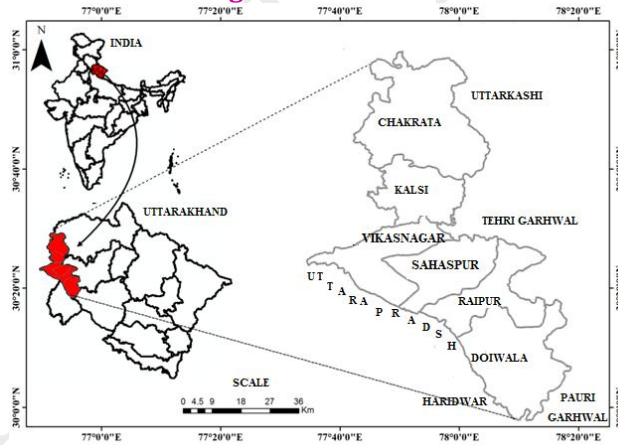 77°0'0"E 77°20'0"E 77°40'0"E 78°0'0"E 78°20'0"E
31°0'0"N
30°40'0"N
30°20'0"N
30°0'0"N
N
INDIA
UTTARAKHAND
UTTARKASHI
CHAKRATA
KALSI
TEHRI GARHWAL
VIKASNAGAR
SAHASPUR
RAIPUR
UTTARA PRADSH
DOIWALA
HARIDWAR
PAURI
GARHWAL
SCALE
0 4.5 9 18 27 36
Km
77°0'0"E 77°20'0"E 77°40'0"E 78°0'0"E 78°20'0"E